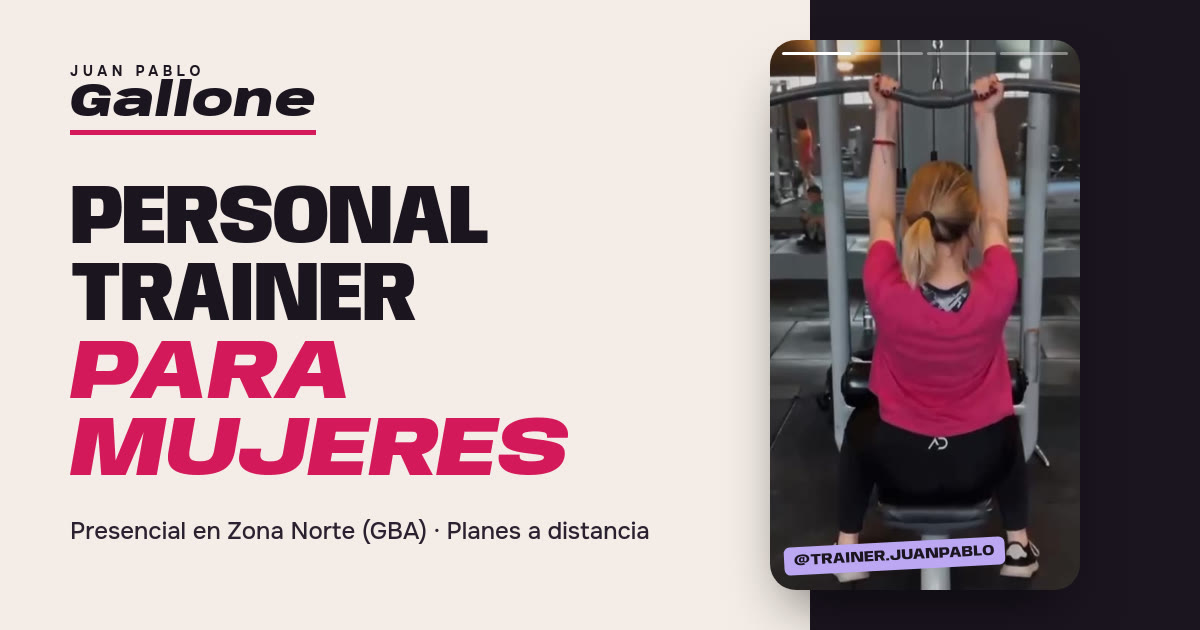 JUAN PABLO
Gallone
PERSONAL
TRAINER
PARA
MUJERES
Presencial en Zona Norte (GBA) · Planes a distancia
@TRAINER.JUANPABLO